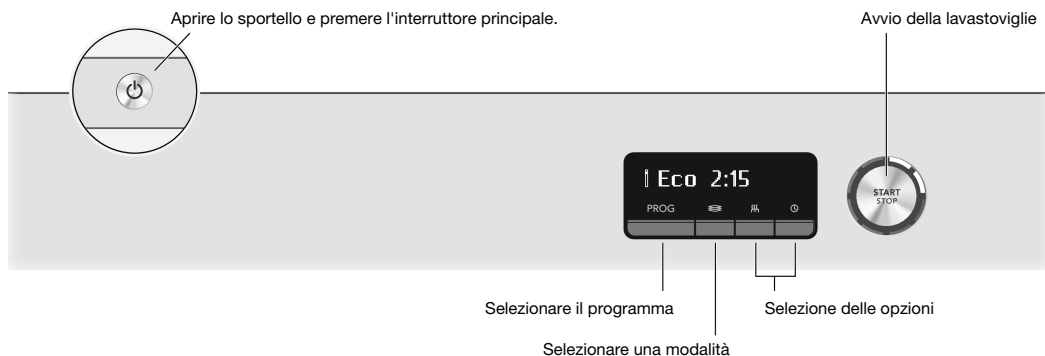 Aprire lo sportello e premere l'interruttore principale.
Avvio della lavastoviglie
Eco 2:15
PROG
START
STOP
Selezionare il programma
Selezione delle opzioni
Selezionare una modalità